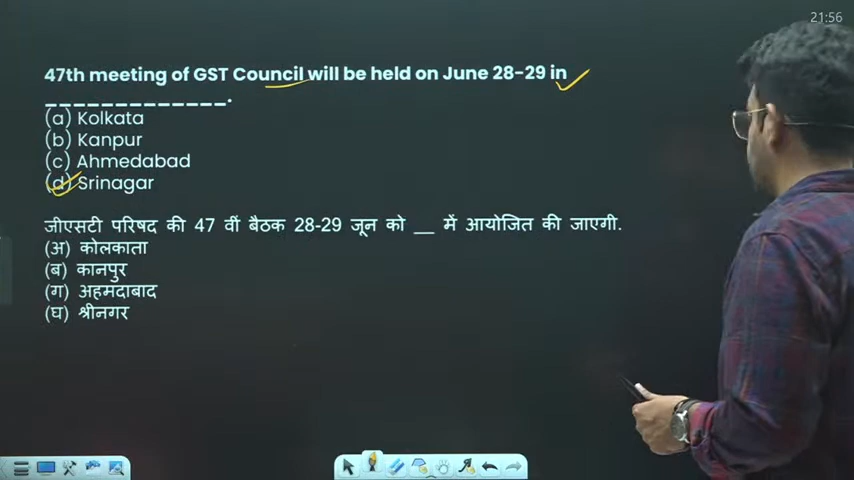 21:56
47th meeting of GST Council will be held on June 28-29 in
______________.
(a) Kolkata
(b) Kanpur
(c) Ahmedabad
(d) Srinagar
जीएसटी परिषद की 47 वीं बैठक 28-29 जून को __ में आयोजित की जाएगी.
(अ) कोलकाता
(ब) कानपुर
(ग) अहमदाबाद
(घ) श्रीनगर